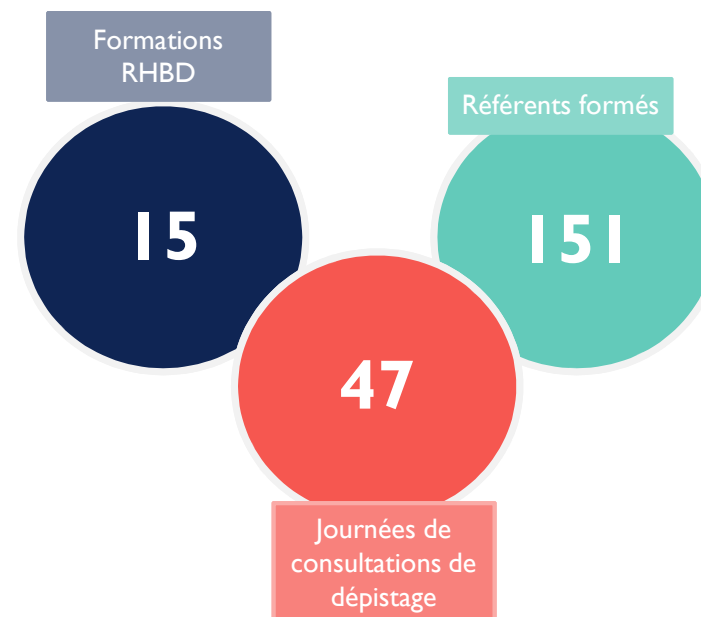 Formations
RHBD
15
Référents formés
151
47
Journées de
consultations de
dépistage